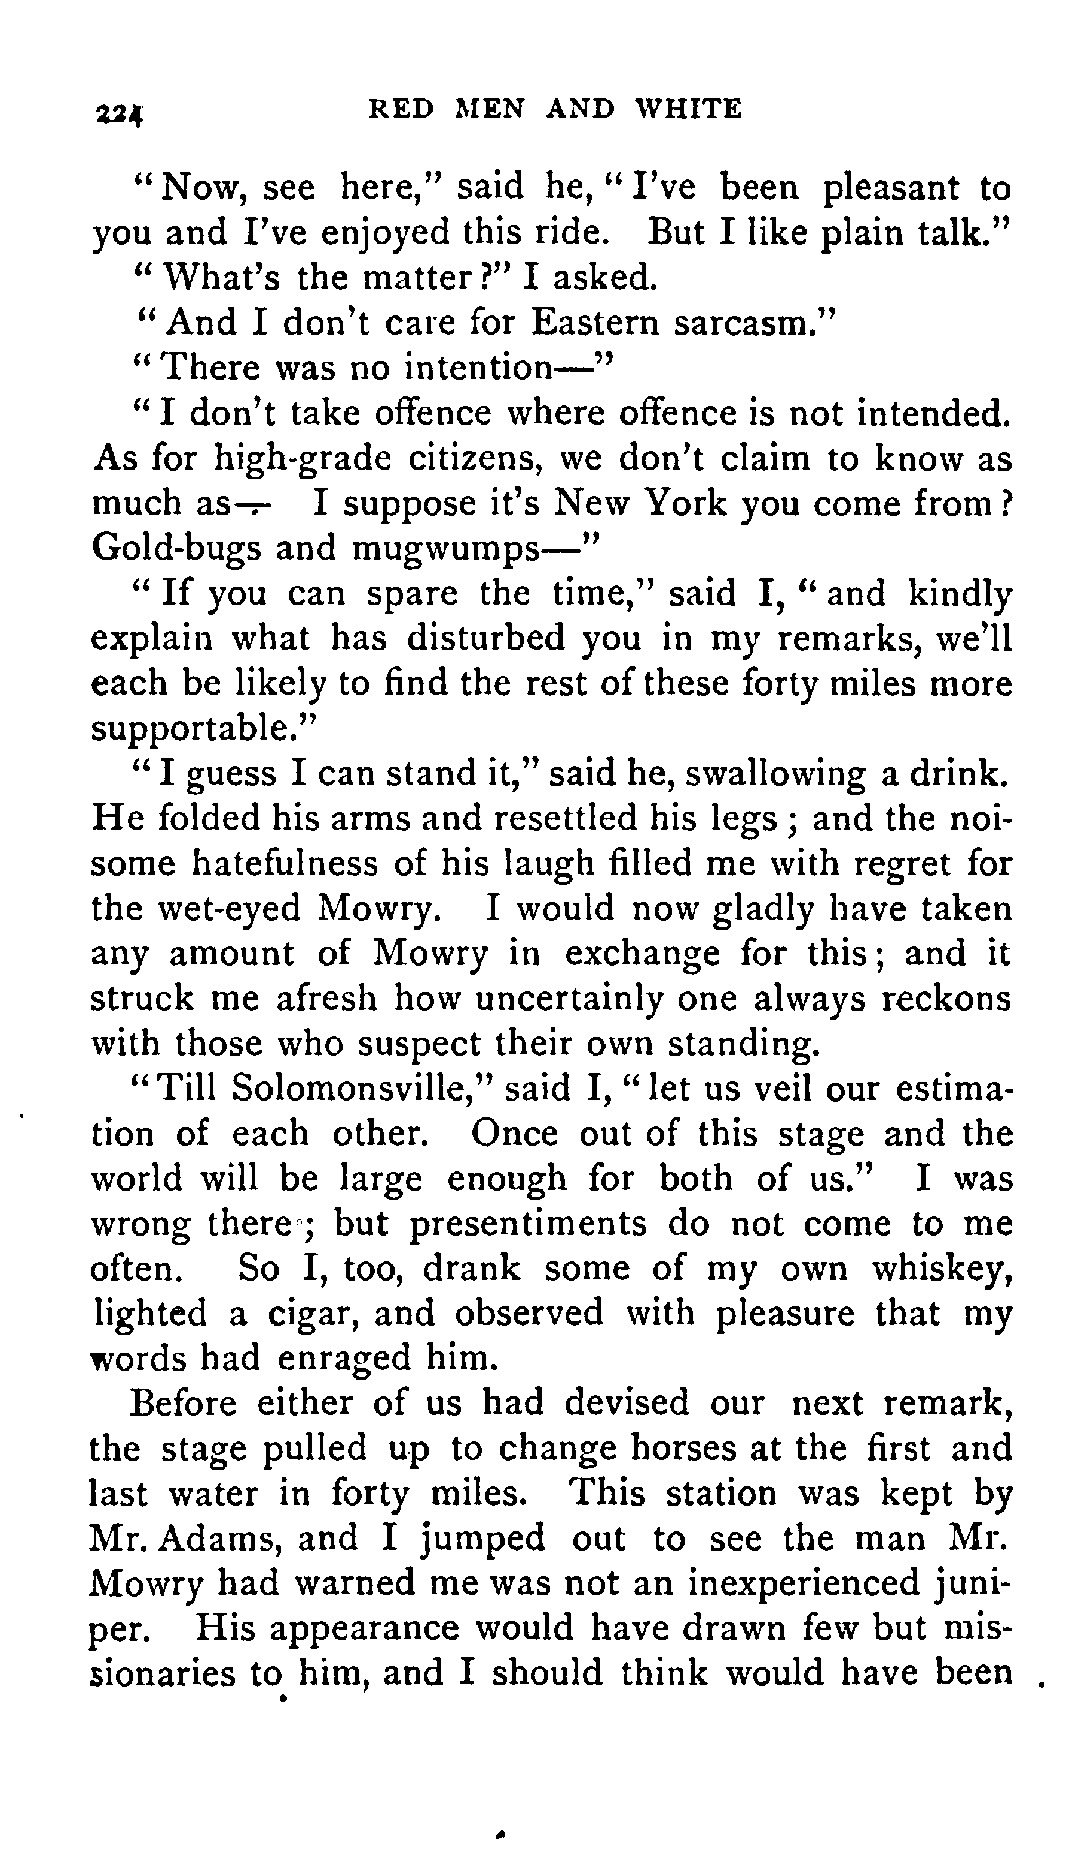 224 RED MEN AND WHITE
"Now, see here," said he, "I've been pleasant to
you and I've enjoyed this ride. But I like plain talk."
"What's the matter?" I asked.
"And I don't care for Eastern sarcasm."
"There was no intention—"
"I don't take offence where offence is not intended.
As for high-grade citizens, we don't claim to know as
much as— I suppose it's New York you come from?
Gold-bugs and mugwumps—"
"If you can spare the time," said I, "and kindly
explain what has disturbed you in my remarks, we'll
each be likely to find the rest of these forty miles more
supportable."
"I guess I can stand it," said he, swallowing a drink.
He folded his arms and resettled his legs; and the noi-
some hatefulness of his laugh filled me with regret for
the wet-eyed Mowry. I would now gladly have taken
any amount of Mowry in exchange for this; and it
struck me afresh how uncertainly one always reckons
with those who suspect their own standing.
"Till Solomonsville," said I, "let us veil our estima-
tion of each other. Once out of this stage and the
world will be large enough for both of us." I was
wrong there; but presentiments do not come to me
often. So I, too, drank some of my own whiskey,
lighted a cigar, and observed with pleasure that my
words had enraged him.
Before either of us had devised our next remark,
the stage pulled up to change horses at the first and
last water in forty miles. This station was kept by
Mr. Adams, and I jumped out to see the man Mr.
Mowry had warned me was not an inexperienced juni-
per. His appearance would have drawn few but mis-
sionaries to him, and I should think would have been